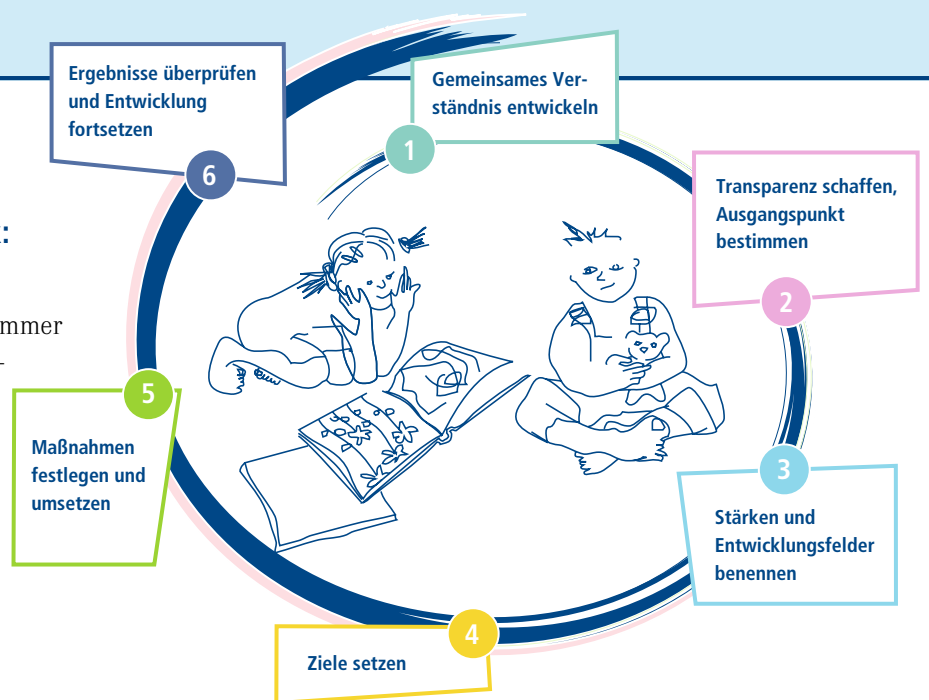 Ergebnisse überprüfen
und Entwicklung
fortsetzen
6
Gemeinsames Ver-
ständnis entwickeln
1
Transparenz schaffen,
Ausgangspunkt
bestimmen
2
5
Maßnahmen
festlegen und
umsetzen
3
Stärken und
Entwicklungsfelder
benennen
4
Ziele setzen